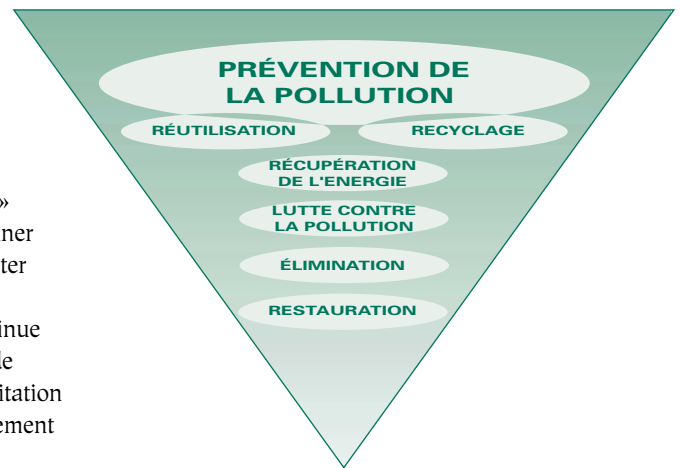 PRÉVENTION DE
LA POLLUTION
RÉUTILISATION
RECYCLAGE
RÉCUPÉRATION
DE L'ENERGIE
LUTTE CONTRE
LA POLLUTION
ÉLIMINATION
RESTAURATION
»